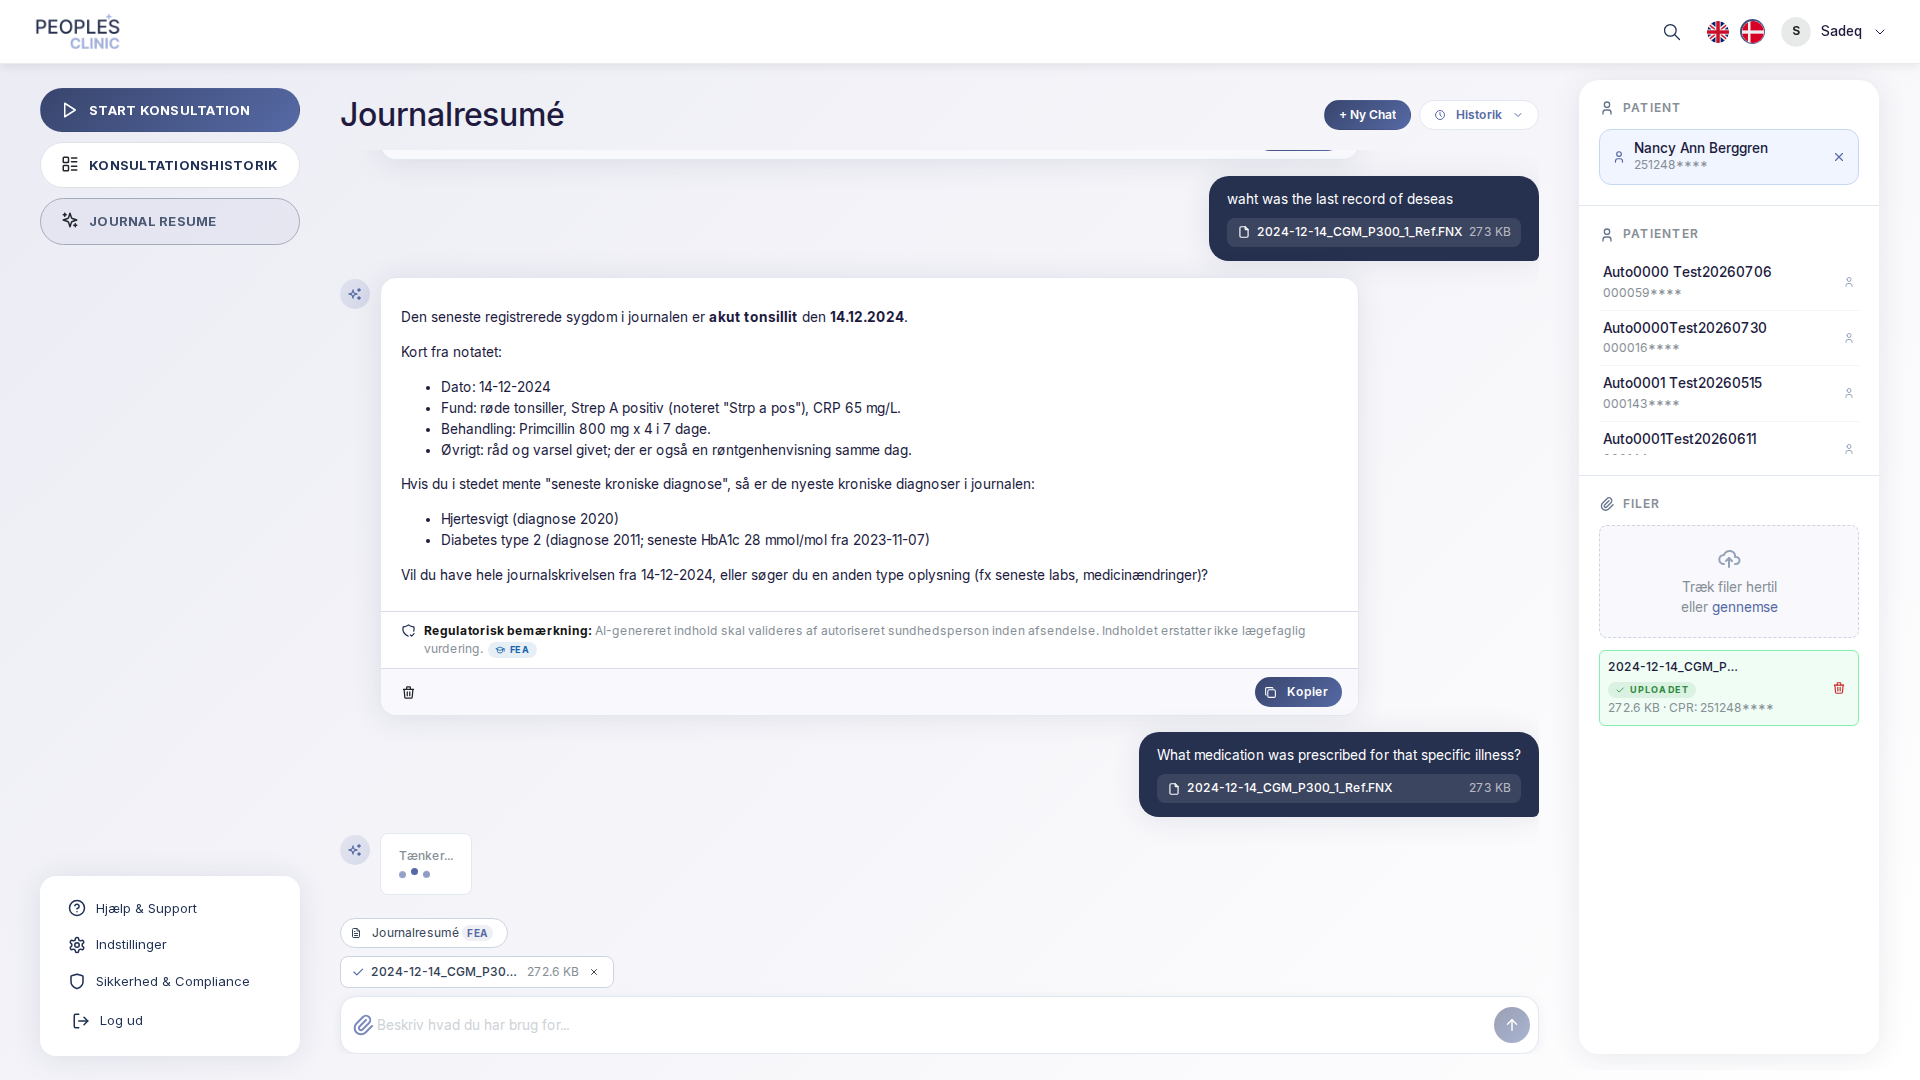 PEOPLES
CLINIC
S
Sadeq
START KONSULTATION
KONSULTATIONSHISTORIK
JOURNAL RESUME
Hjælp & Support
Indstillinger
Sikkerhed & Compliance
Log ud
Journalresumé
+ Ny Chat
Historik
waht was the last record of deseas
2024-12-14_CGM_P300_1_Ref.FNX 273 KB
Den seneste registrerede sygdom i journalen er akut tonsillit den 14.12.2024.
Kort fra notatet:
• Dato: 14-12-2024
• Fund: røde tonsiller, Strep A positiv (noteret "Strp a pos"), CRP 65 mg/L.
• Behandling: Primcillin 800 mg x 4 i 7 dage.
• Øvrigt: råd og varsel givet; der er også en røntgenhenvisning samme dag.
Hvis du i stedet mente "seneste kroniske diagnose", så er de nyeste kroniske diagnoser i journalen:
• Hjertesvigt (diagnose 2020)
• Diabetes type 2 (diagnose 2011; seneste HbA1c 28 mmol/mol fra 2023-11-07)
Vil du have hele journalskrivelsen fra 14-12-2024, eller søger du en anden type oplysning (fx seneste labs, medicinændringer)?
Regulatorisk bemærkning: AI-genereret indhold skal valideres af autoriseret sundhedsperson inden afsendelse. Indholdet erstatter ikke lægefaglig
vurdering. FEA
Kopier
What medication was prescribed for that specific illness?
2024-12-14_CGM_P300_1_Ref.FNX 273 KB
Tænker...
Journalresumé FEA
2024-12-14_CGM_P30... 272.6 KB
Beskriv hvad du har brug for...
PATIENT
Nancy Ann Berggren
251248****
PATIENTER
Auto0000 Test20260706
000059****
Auto0000Test20260730
000016****
Auto0001 Test20260515
000143****
Auto0001Test20260611
FILER
Træk filer hertil
eller gennemse
2024-12-14_CGM_P...
UPLOADET
272.6 KB · CPR: 251248****